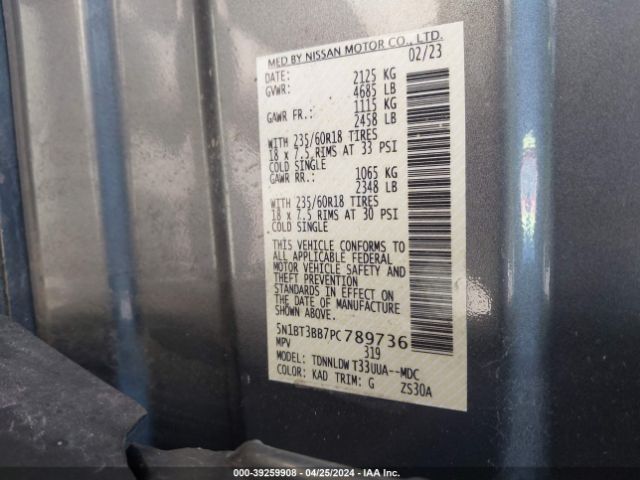 MFD BY NISSAN MOTOR CO., LTD.
DATE: 02/23
GVWR: 2125 KG
4685 LB
GAWR FR.: 1115 KG
2458 LB
WITH 235/60R18 TIRES
18 x 7.5 RIMS AT 33 PSI
COLD SINGLE
GAWR RR.: 1065 KG
2348 LB
WITH 235/60R18 TIRES
18 x 7.5 RIMS AT 30 PSI
COLD SINGLE
THIS VEHICLE CONFORMS TO
ALL APPLICABLE FEDERAL
MOTOR VEHICLE SAFETY AND
THEFT PREVENTION
STANDARDS IN EFFECT ON
THE DATE OF MANUFACTURE
SHOWN ABOVE.
5N1BT3BB7PC789736
MPV 319
MODEL: TDNNLDW T33UUA--MDC
COLOR: KAD TRIM: G ZS30A
000-39259908 - 04/25/2024 - IAA Inc.